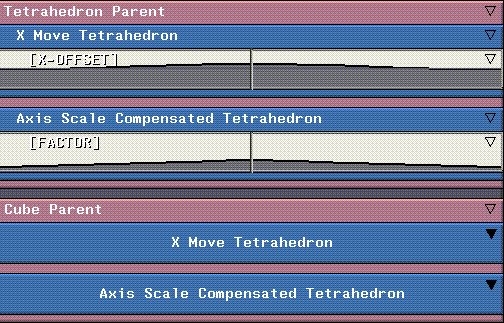 Tetrahedron Parent
X Move Tetrahedron
[X-OFFSET]
Axis Scale Compensated Tetrahedron
[FACTOR]
Cube Parent
X Move Tetrahedron
Axis Scale Compensated Tetrahedron